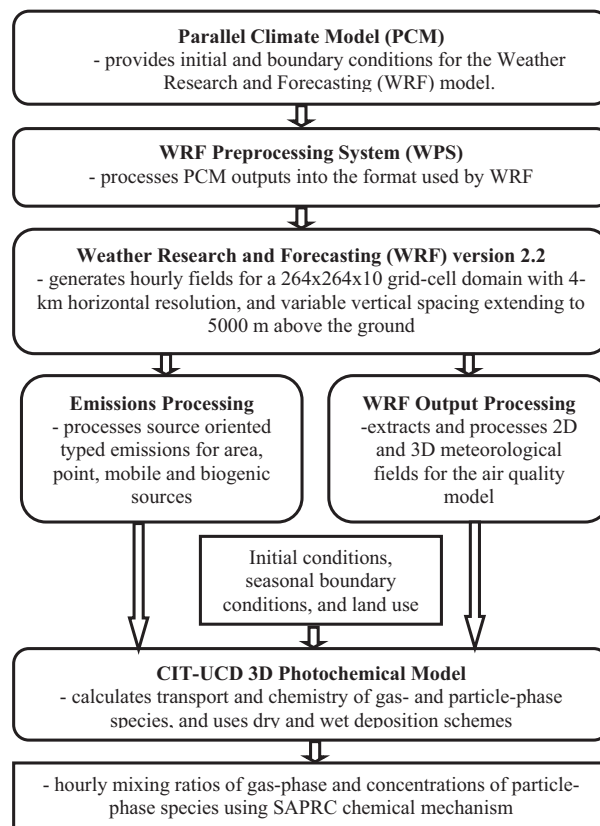 Parallel Climate Model (PCM)
- provides initial and boundary conditions for the Weather
Research and Forecasting (WRF) model.
WRF Preprocessing System (WPS)
- processes PCM outputs into the format used by WRF
Weather Research and Forecasting (WRF) version 2.2
- generates hourly fields for a 264x264x10 grid-cell domain with 4-
km horizontal resolution, and variable vertical spacing extending to
5000 m above the ground
Emissions Processing
- processes source oriented
typed emissions for area,
point, mobile and biogenic
sources
WRF Output Processing
-extracts and processes 2D
and 3D meteorological
fields for the air quality
model
Initial conditions,
seasonal boundary
conditions, and land use
CIT-UCD 3D Photochemical Model
- calculates transport and chemistry of gas- and particle-phase
species, and uses dry and wet deposition schemes
- hourly mixing ratios of gas-phase and concentrations of particle-
phase species using SAPRC chemical mechanism